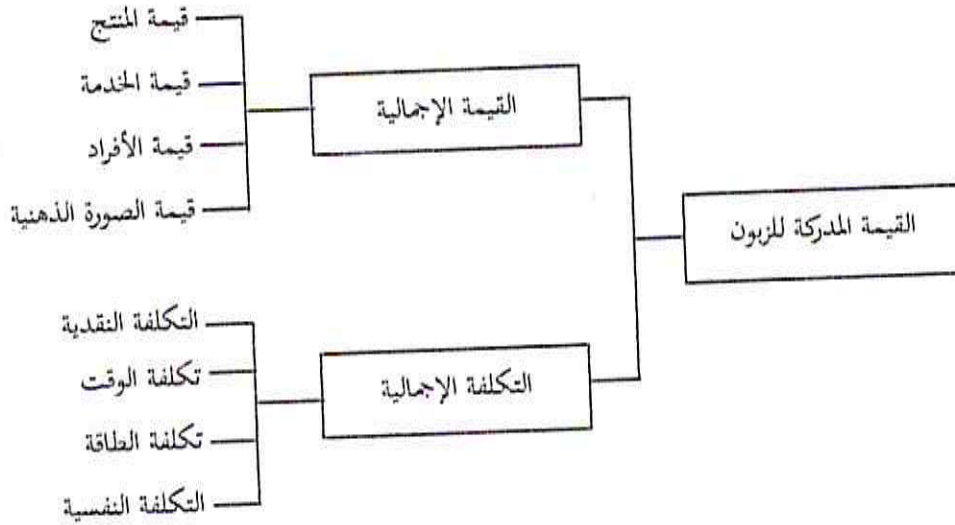 القيمة المدركة للزبون
القيمة الإجمالية
قيمة المنتج
قيمة الخدمة
قيمة الأفراد
قيمة الصورة الذهنية
التكلفة الإجمالية
التكلفة النقدية
تكلفة الوقت
تكلفة الطاقة
التكلفة النفسية